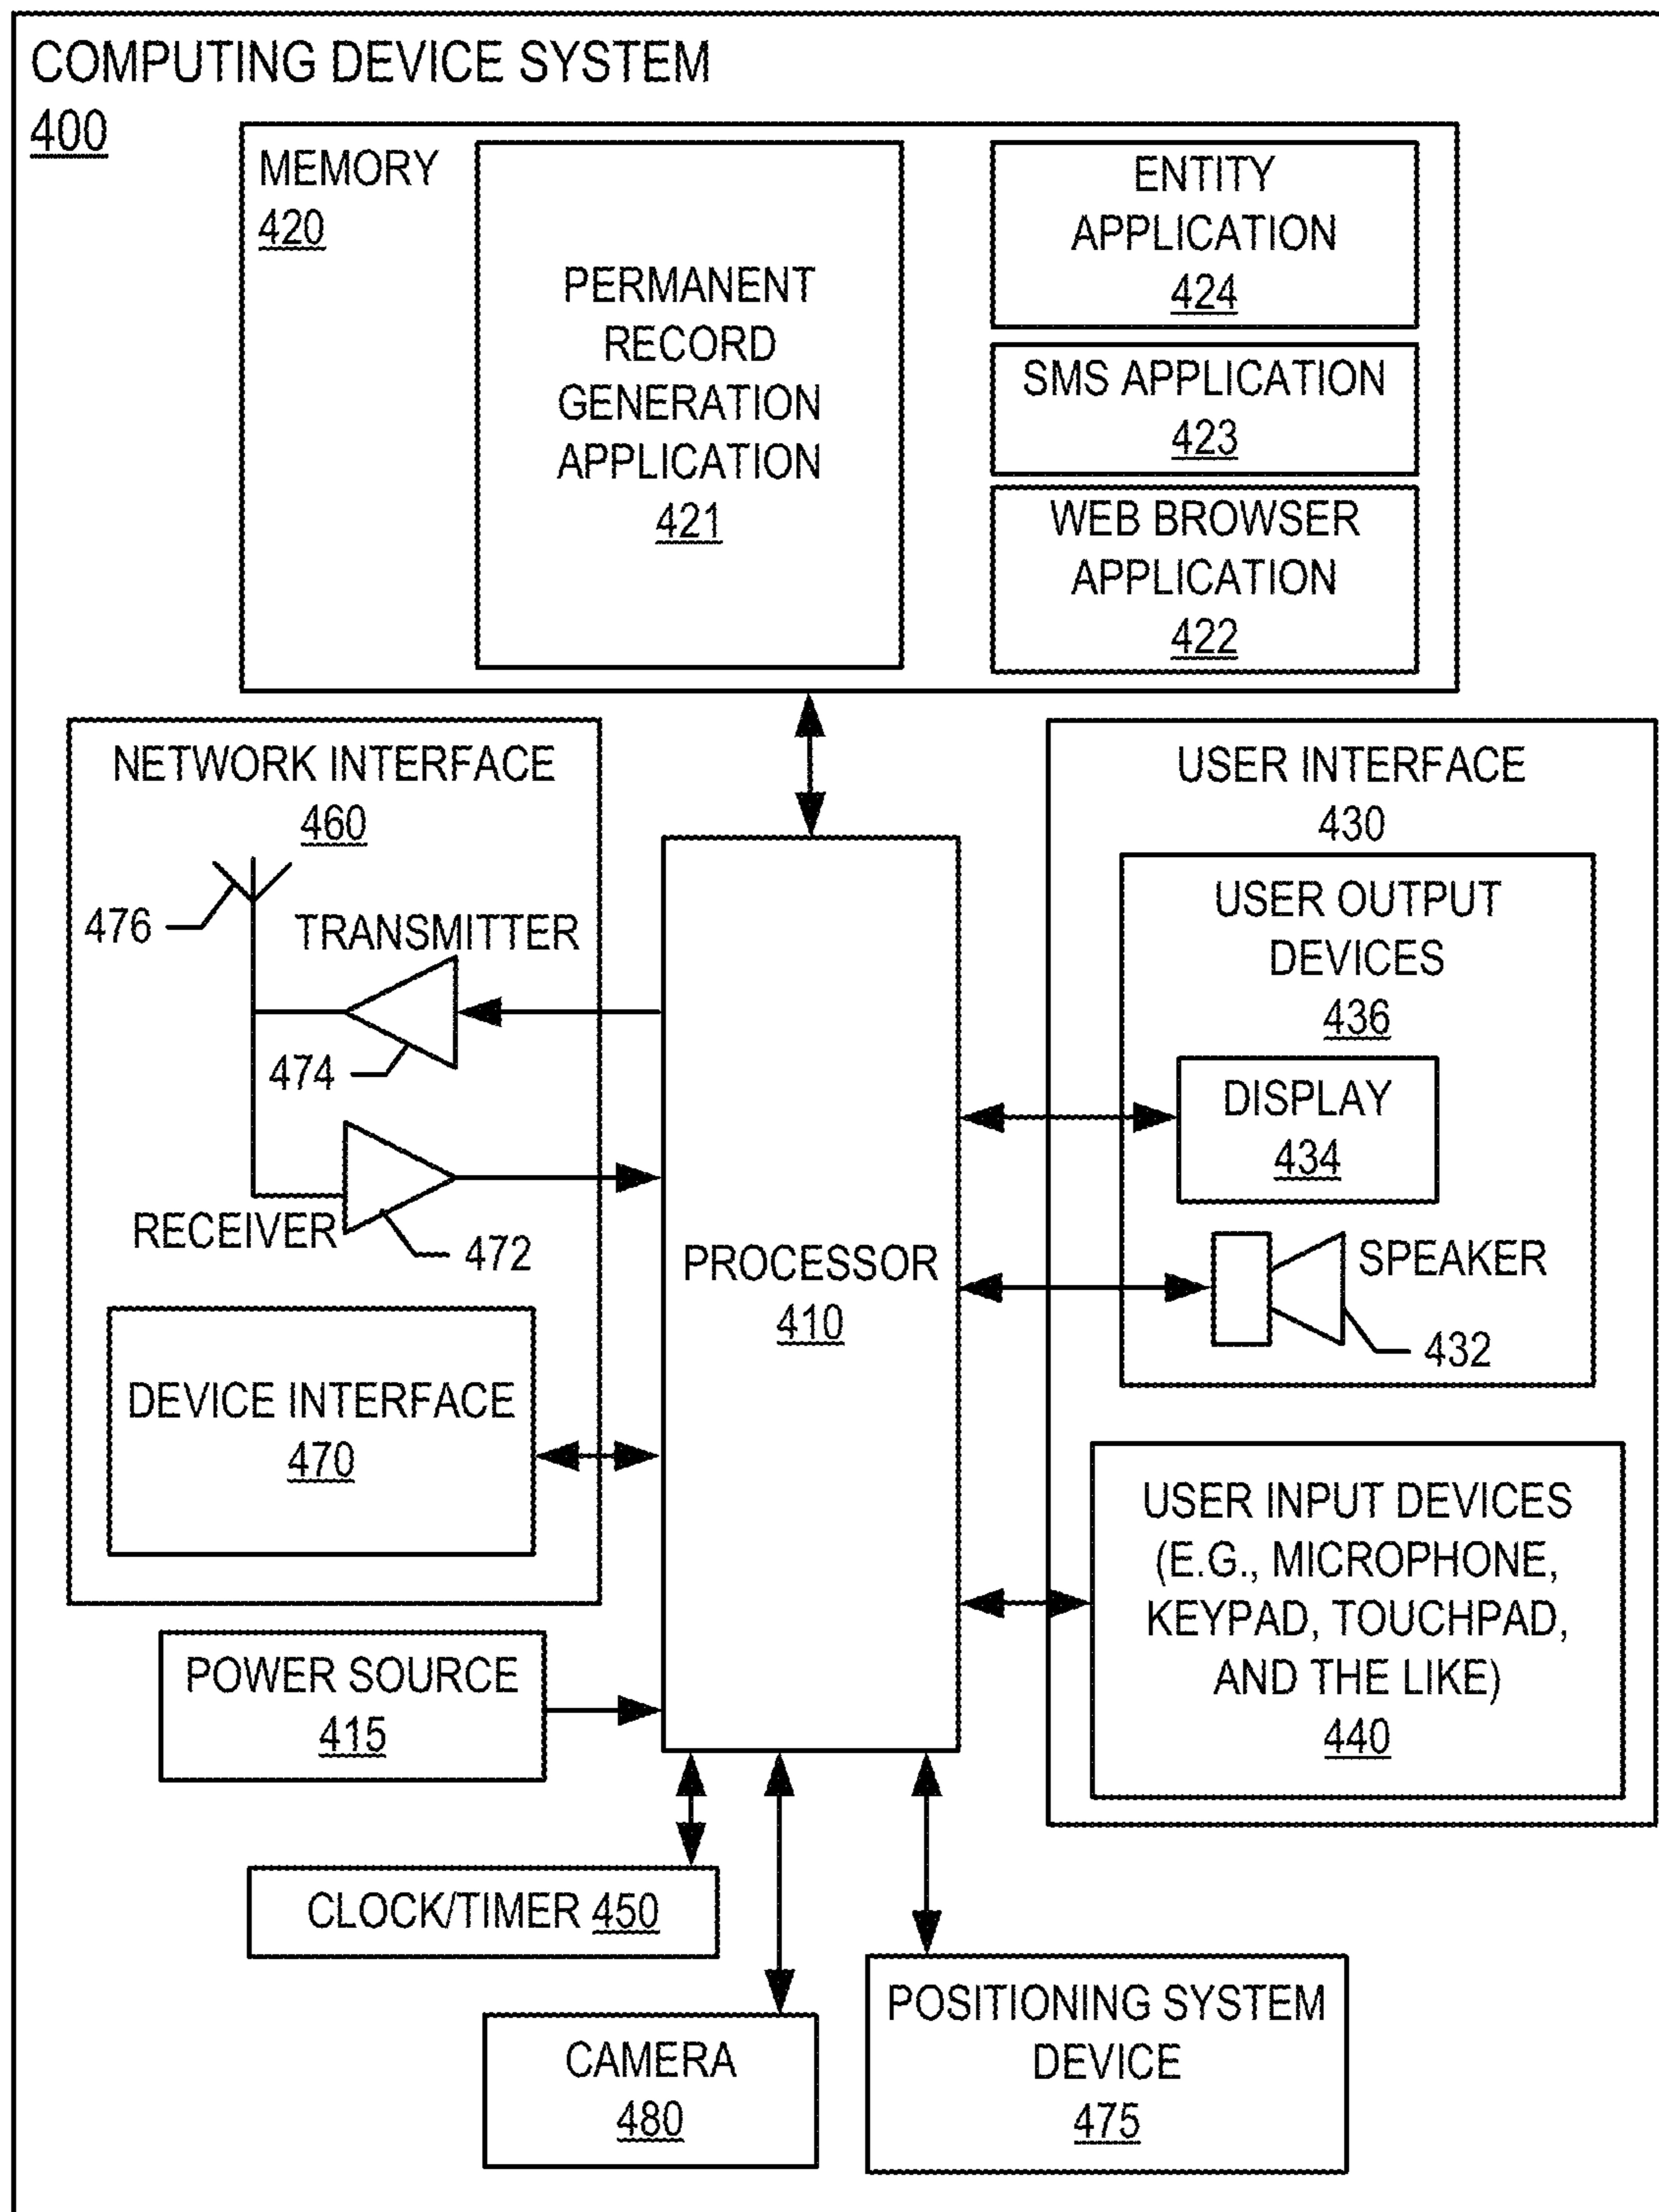 COMPUTING DEVICE SYSTEM
400
MEMORY
420
PERMANENT
RECORD
GENERATION
APPLICATION
421
ENTITY
APPLICATION
424
SMS APPLICATION
423
WEB BROWSER
APPLICATION
422
NETWORK INTERFACE
460
476
TRANSMITTER
474
RECEIVER
472
DEVICE INTERFACE
470
PROCESSOR
410
USER INTERFACE
430
USER OUTPUT
DEVICES
436
DISPLAY
434
SPEAKER
432
USER INPUT DEVICES
(E.G., MICROPHONE,
KEYPAD, TOUCHPAD,
AND THE LIKE)
440
POWER SOURCE
415
CLOCK/TIMER 450
CAMERA
480
POSITIONING SYSTEM
DEVICE
475